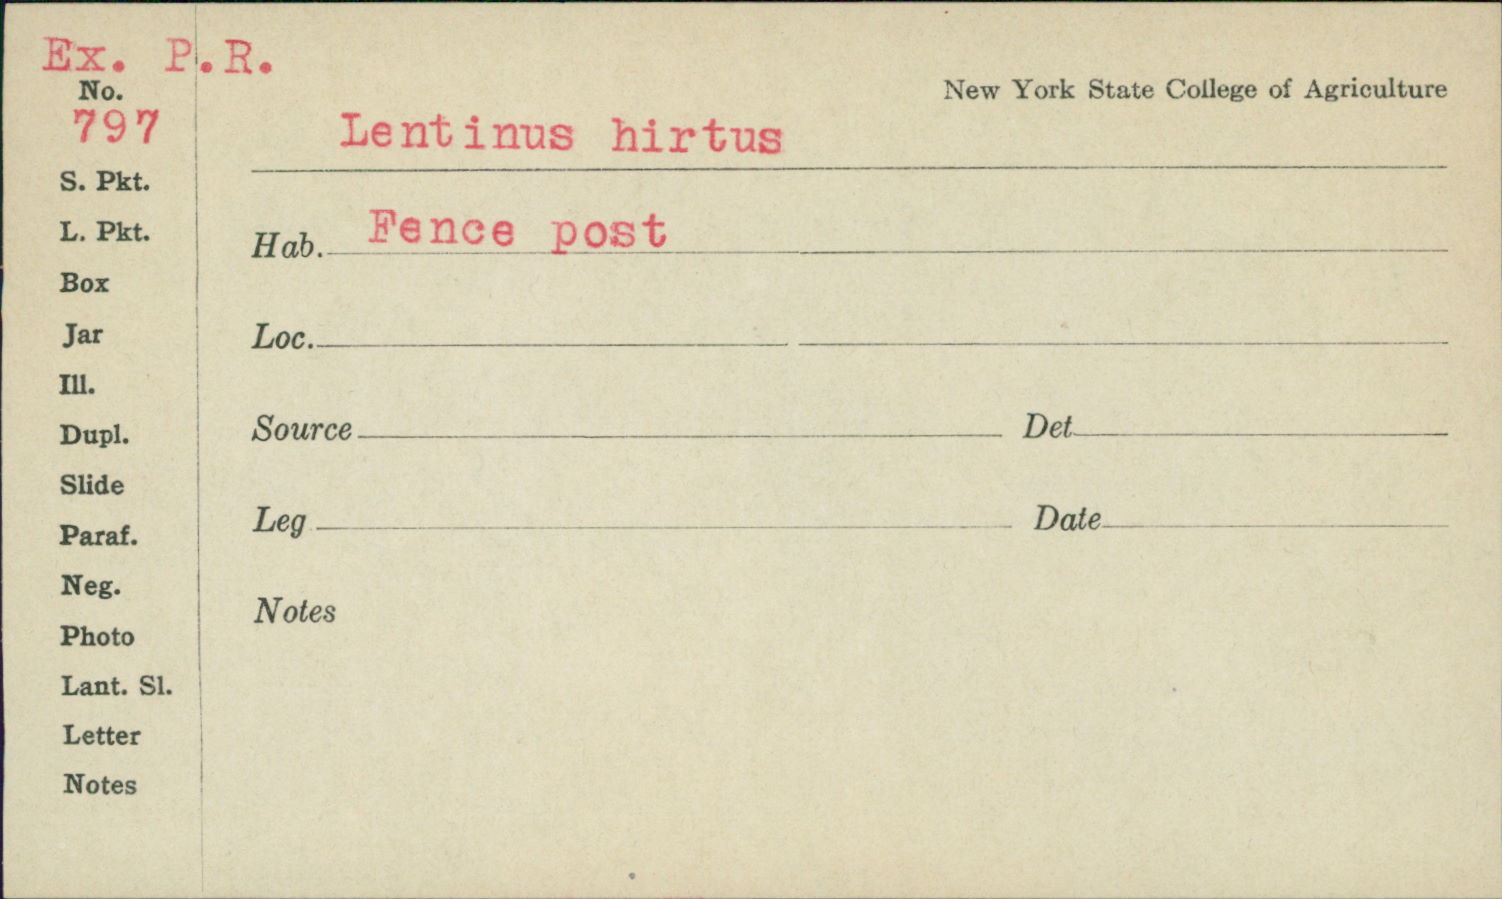 Ex. P.R.
No.
797
New York State College of Agriculture
Lentinus hirtus
S. Pkt.
L. Pkt.
Box
Jar
Ill.
Dupl.
Slide
Paraf.
Neg.
Photo
Lant. Sl.
Letter
Notes
Hab. Fence post
Loc.
Source Det
Leg Date
Notes